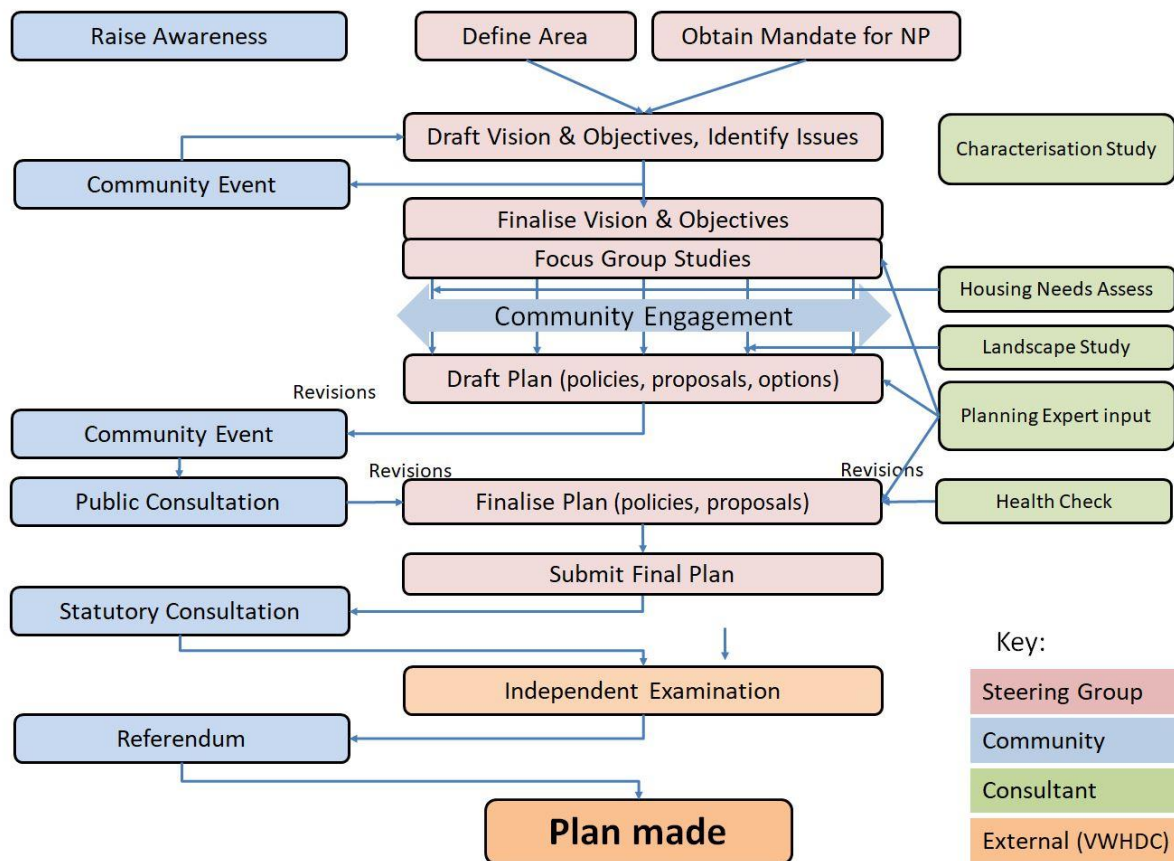 Raise Awareness
Define Area
Obtain Mandate for NP
Draft Vision & Objectives, Identify Issues
Characterisation Study
Community Event
Finalise Vision & Objectives
Focus Group Studies
Housing Needs Assess
Community Engagement
Landscape Study
Draft Plan (policies, proposals, options)
Revisions
Planning Expert input
Community Event
Revisions
Revisions
Public Consultation
Finalise Plan (policies, proposals)
Health Check
Submit Final Plan
Statutory Consultation
Key:
Independent Examination
Steering Group
Referendum
Community
Consultant
Plan made
External (VWHDC)